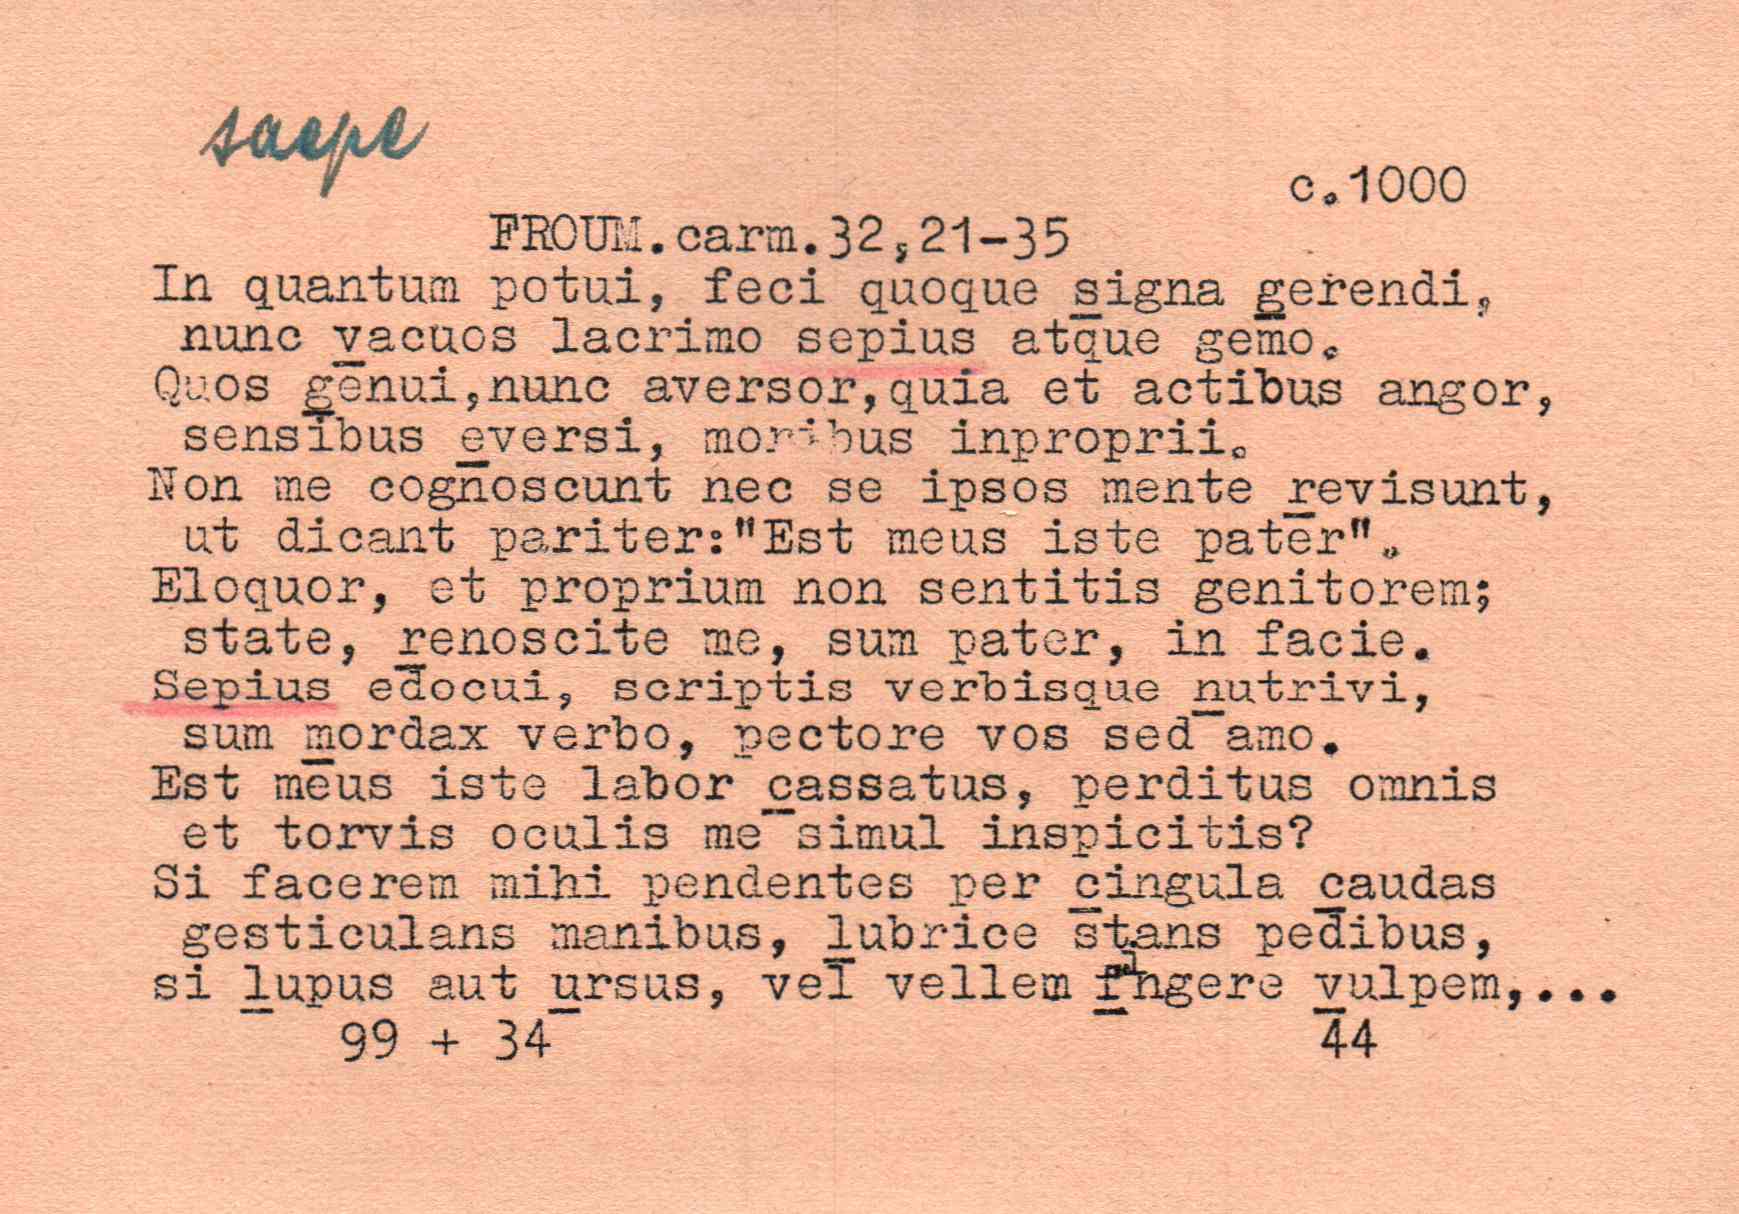 saepe
c.1000
FROUM.carm.32,21-35
In quantum potui, feci quoque signa gerendi,
nunc vacuos lacrimo sepius atque gemo.
Quos genui,nunc aversor,quia et actibus angor,
sensibus eversi, moribus inproprii.
Non me cognoscunt nec se ipsos mente revisunt,
ut dicant pariter:"Est meus iste pater".
Eloquor, et proprium non sentitis genitorem;
state, renoscite me, sum pater, in facie.
Sepius edocui, scriptis verbisque nutrivi,
sum mordax verbo, pectore vos sed amo.
Est meus iste labor cassatus, perditus omnis
et torvis oculis me simul inspicitis?
Si facerem mihi pendentes per cingula caudas
gesticulans manibus, lubrice stans pedibus,
si lupus aut ursus, vel vellem fingere vulpem,...
99 + 34 44